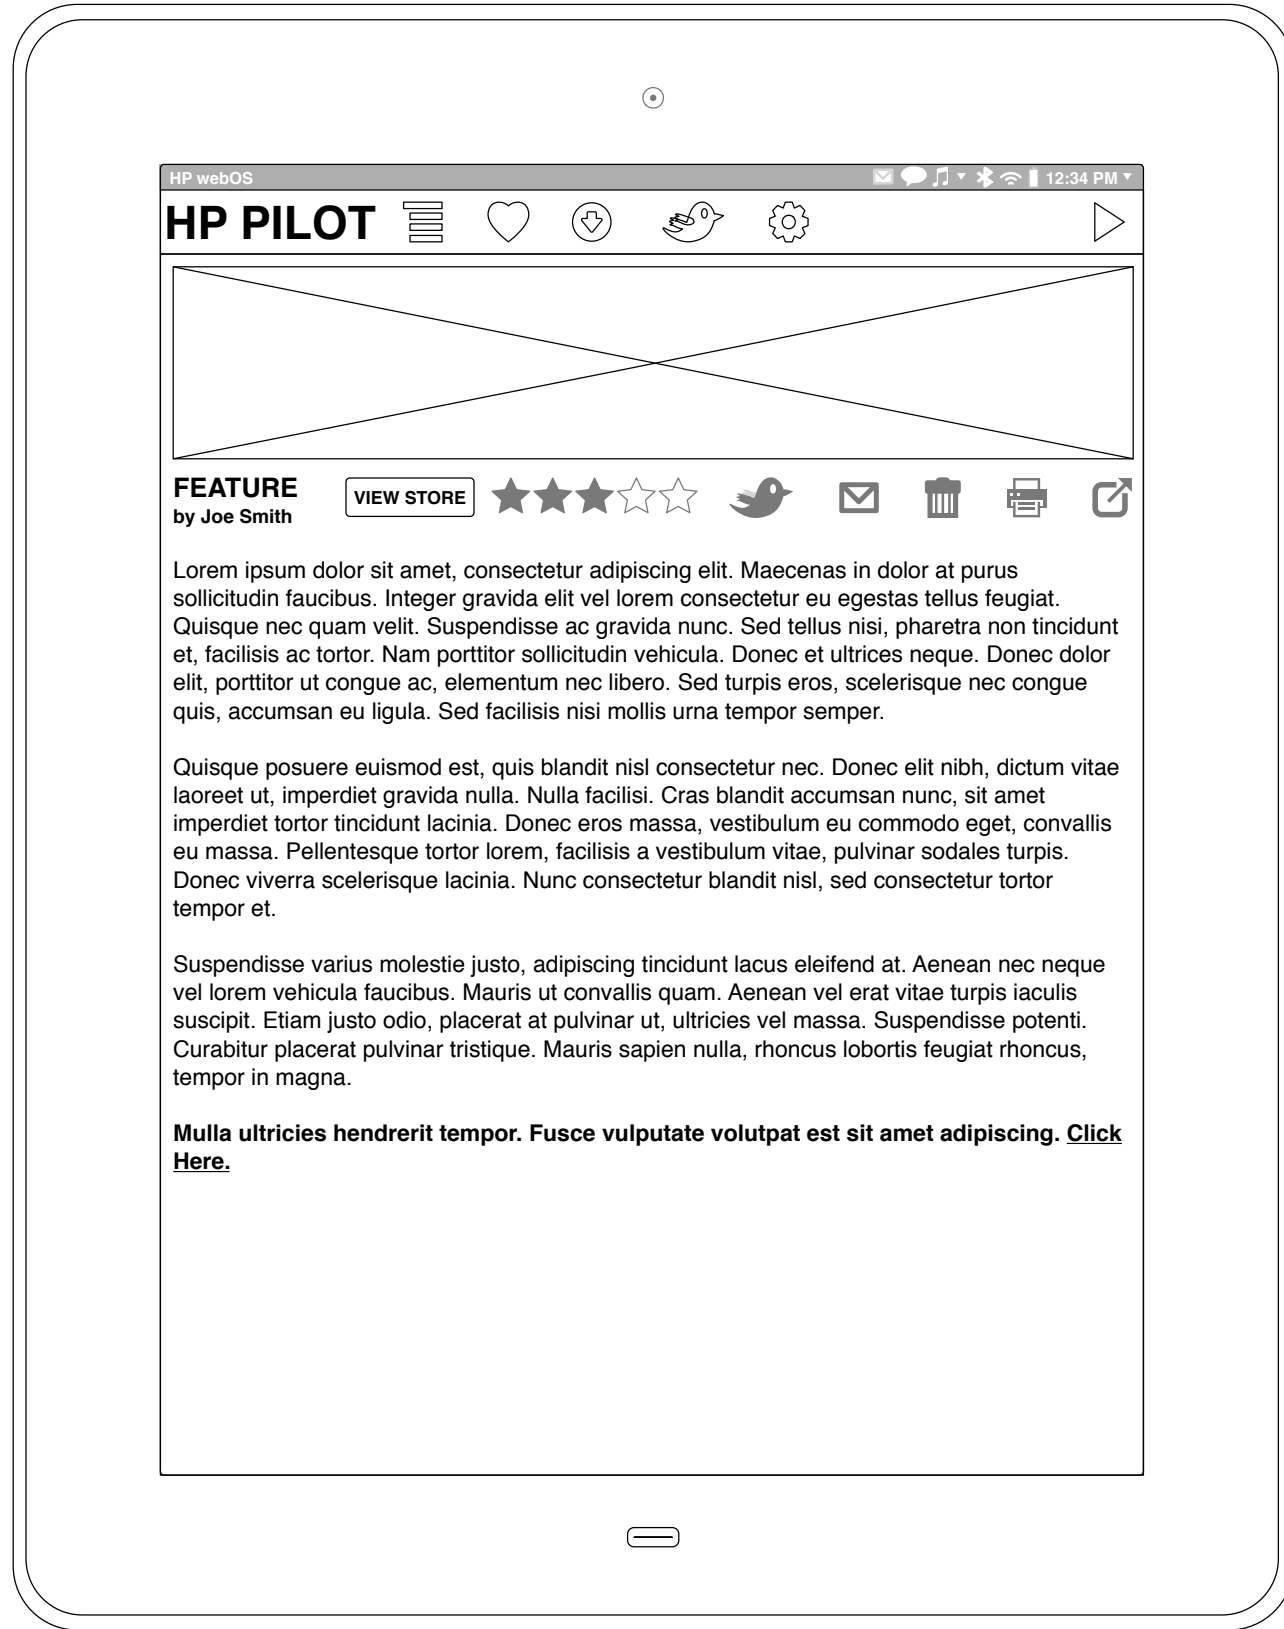 HP webOS
12:34 PM
HP PILOT
FEATURE
by Joe Smith
VIEW STORE
Lorem ipsum dolor sit amet, consectetur adipiscing elit. Maecenas in dolor at purus
sollicitudin faucibus. Integer gravida elit vel lorem consectetur eu egestas tellus feugiat.
Quisque nec quam velit. Suspendisse ac gravida nunc. Sed tellus nisi, pharetra non tincidunt
et, facilisis ac tortor. Nam porttitor sollicitudin vehicula. Donec et ultrices neque. Donec dolor
elit, porttitor ut congue ac, elementum nec libero. Sed turpis eros, scelerisque nec congue
quis, accumsan eu ligula. Sed facilisis nisi mollis urna tempor semper.
Quisque posuere euismod est, quis blandit nisl consectetur nec. Donec elit nibh, dictum vitae
laoreet ut, imperdiet gravida nulla. Nulla facilisi. Cras blandit accumsan nunc, sit amet
imperdiet tortor tincidunt lacinia. Donec eros massa, vestibulum eu commodo eget, convallis
eu massa. Pellentesque tortor lorem, facilisis a vestibulum vitae, pulvinar sodales turpis.
Donec viverra scelerisque lacinia. Nunc consectetur blandit nisl, sed consectetur tortor
tempor et.
Suspendisse varius molestie justo, adipiscing tincidunt lacus eleifend at. Aenean nec neque
vel lorem vehicula faucibus. Mauris ut convallis quam. Aenean vel erat vitae turpis iaculis
suscipit. Etiam justo odio, placerat at pulvinar ut, ultricies vel massa. Suspendisse potenti.
Curabitur placerat pulvinar tristique. Mauris sapien nulla, rhoncus lobortis feugiat rhoncus,
tempor in magna.
Mulla ultricies hendrerit tempor. Fusce vulputate volutpat est sit amet adipiscing. Click
Here.